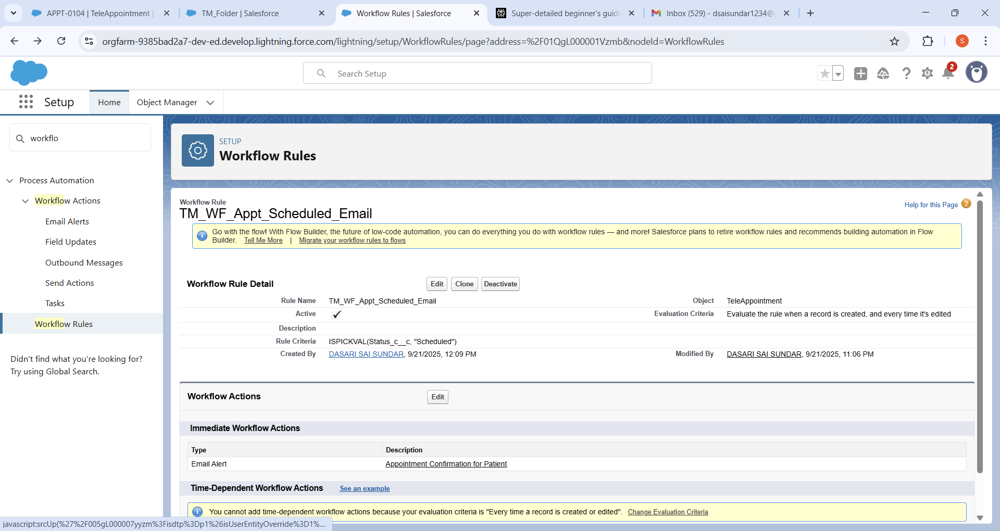 APPT-0104 | TeleAppointment |
TM_Folder | Salesforce
Workflow Rules | Salesforce
Super-detailed beginner's guid
Inbox (529) - dsaisundar1234@
orgfarm-9385bad2a7-dev-ed.develop.lightning.force.com/lightning/setup/WorkflowRules/page?address=%2F01QgL000001Vzmb&nodeId=WorkflowRules
S
Search Setup
2
Setup
Home
Object Manager
workflo
Process Automation
Workflow Actions
Email Alerts
Field Updates
Outbound Messages
Send Actions
Tasks
Workflow Rules
Didn't find what you're looking for?
Try using Global Search.
SETUP
Workflow Rules
Workflow Rule
TM_WF_Appt_Scheduled_Email
Help for this Page ?
Go with the flow! With Flow Builder, the future of low-code automation, you can do everything you do with workflow rules — and more! Salesforce plans to retire workflow rules and recommends building automation in Flow
Builder. Tell Me More | Migrate your workflow rules to flows
Workflow Rule Detail
Edit Clone Deactivate
Rule Name TM_WF_Appt_Scheduled_Email Object TeleAppointment
Active Evaluation Criteria Evaluate the rule when a record is created, and every time it's edited
Description
Rule Criteria ISPICKVAL(Status_c__c, "Scheduled")
Created By DASARI SAI SUNDAR, 9/21/2025, 12:09 PM Modified By DASARI SAI SUNDAR, 9/21/2025, 11:06 PM
Workflow Actions Edit
Immediate Workflow Actions
Type Description
Email Alert Appointment Confirmation for Patient
Time-Dependent Workflow Actions See an example
You cannot add time-dependent workflow actions because your evaluation criteria is "Every time a record is created or edited". Change Evaluation Criteria
javascript:srcUp(%27%2F005gL000007yyzm%3Fisdtp%3Dp1%26isUserEntityOverride%3D1%...